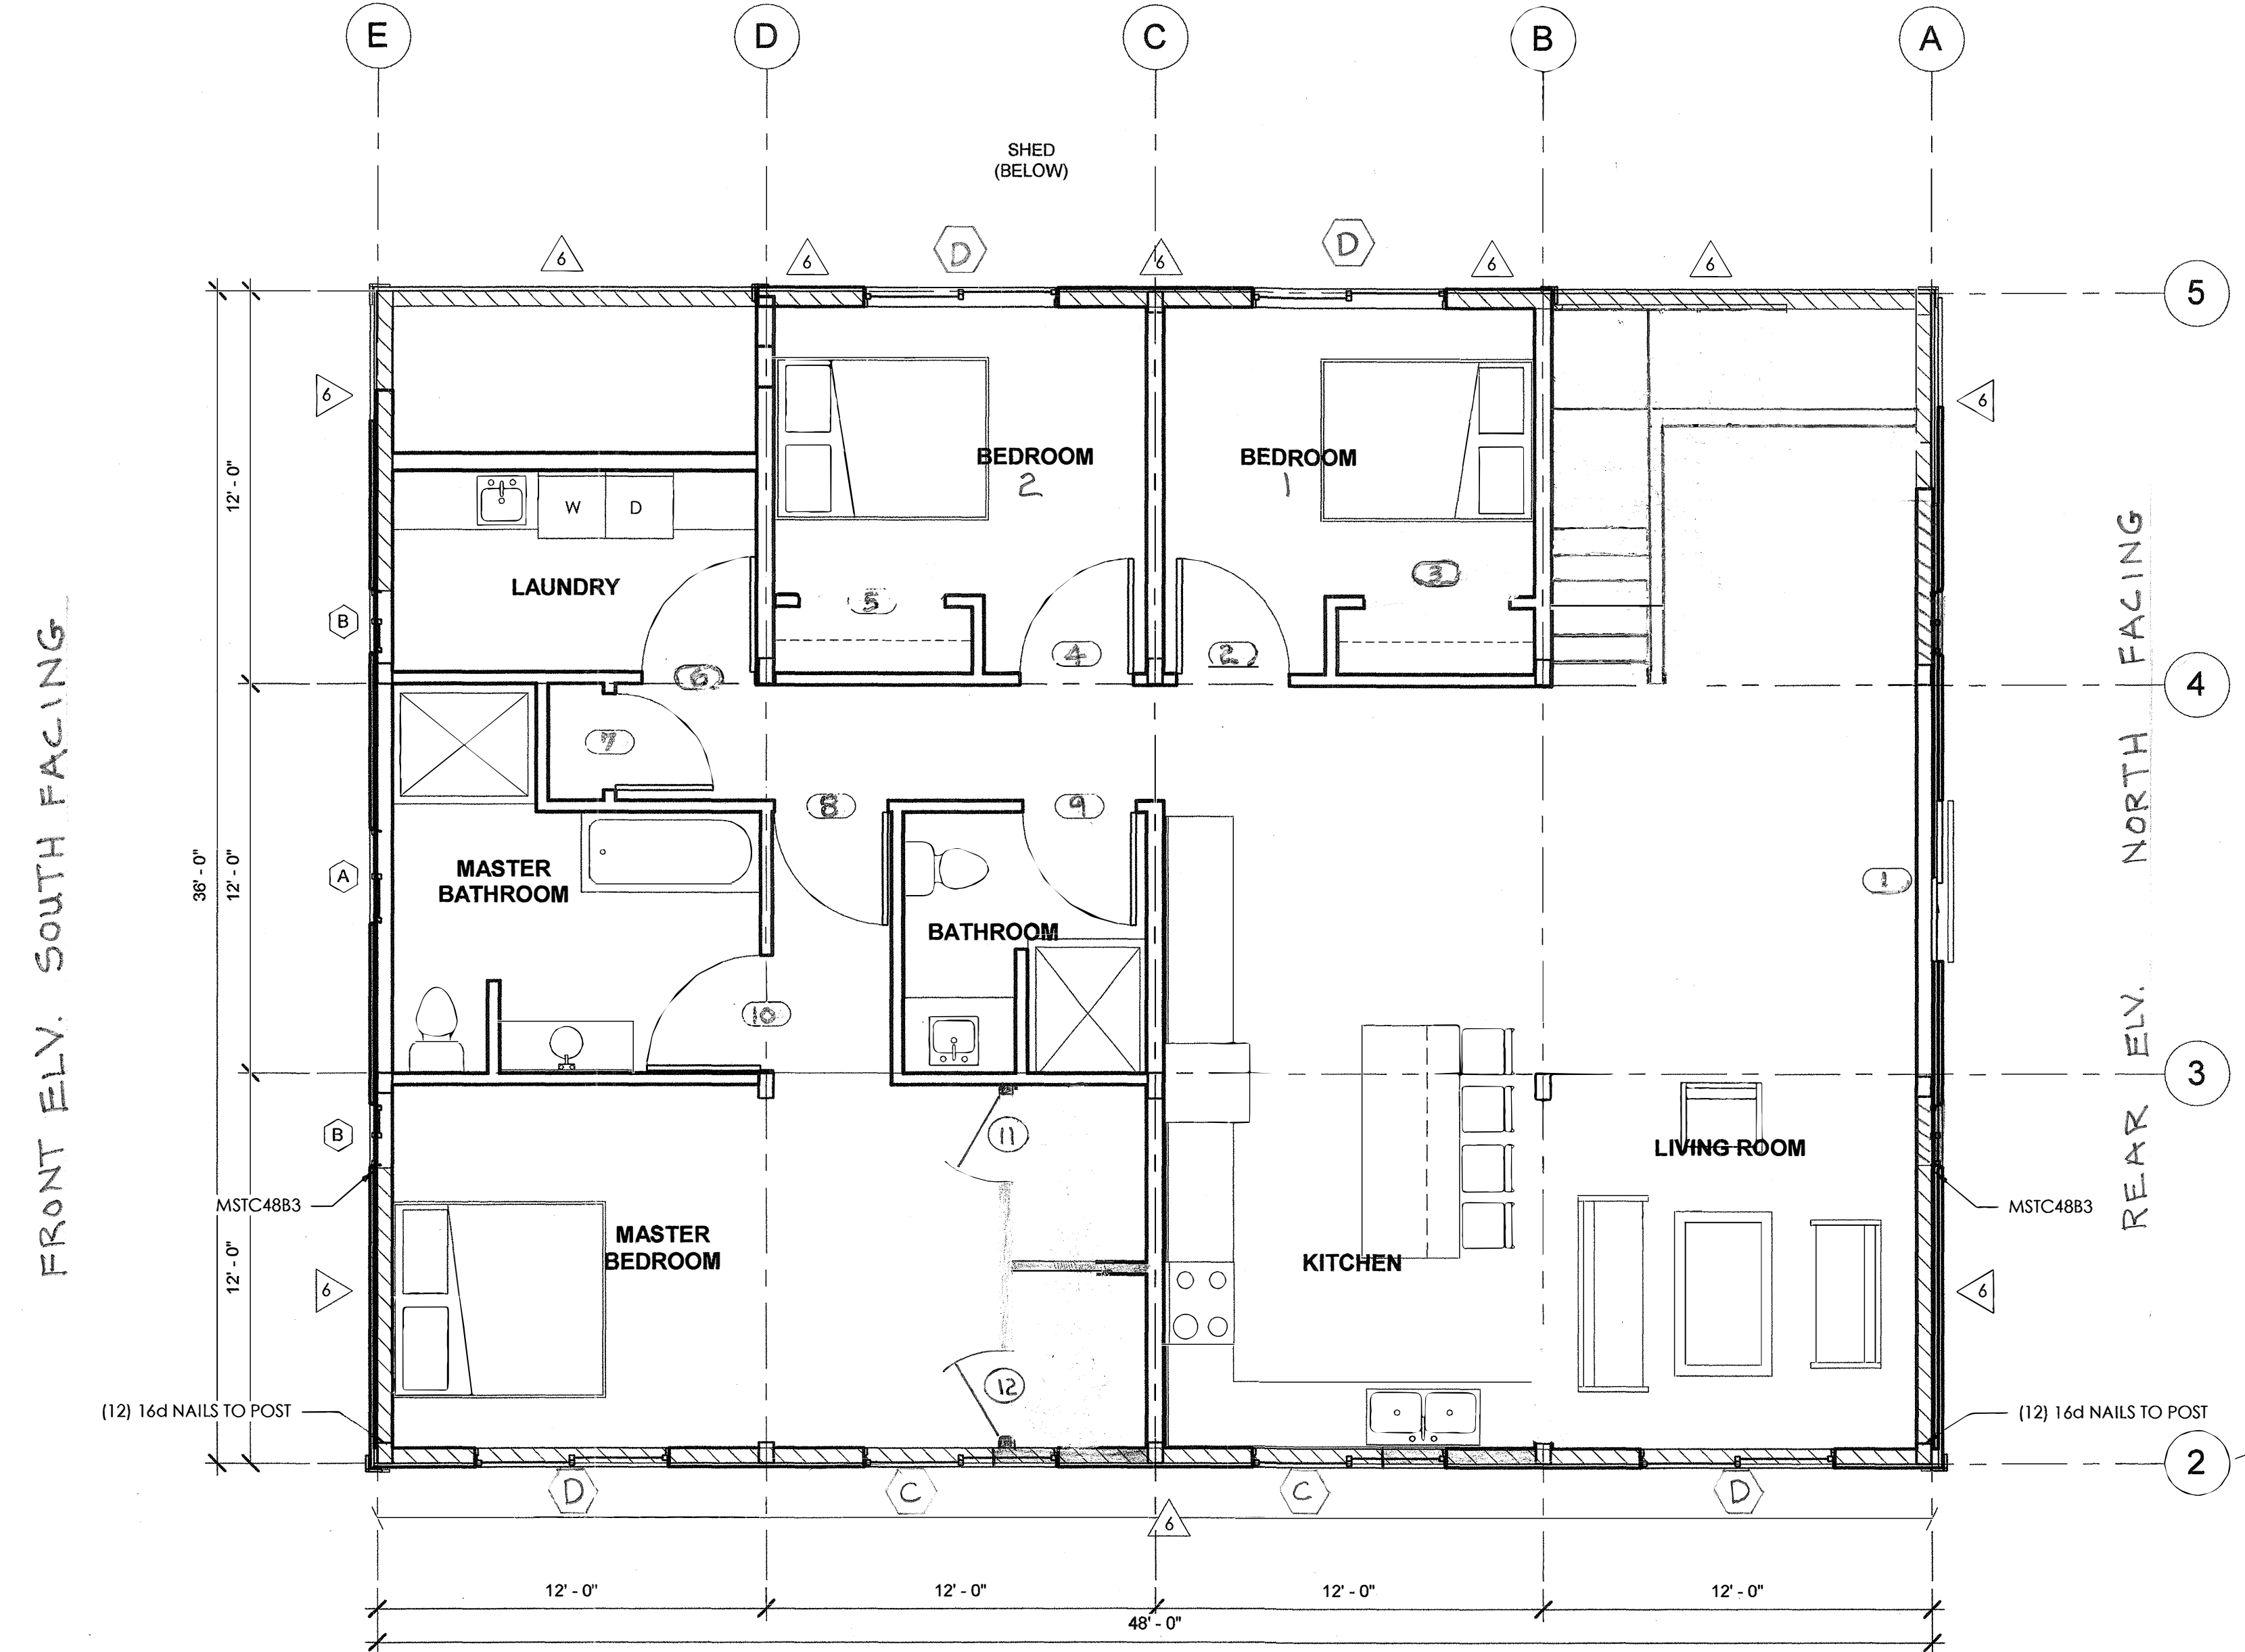 E
D
C
B
A
SHED
(BELOW)
6
6
D
6
D
6
6
5
6
6
BEDROOM
2
BEDROOM
1
12' - 0"
W
D
LAUNDRY
5
3
B
6
4
2
4
7
8
9
36' - 0"
12' - 0"
A
MASTER
BATHROOM
BATHROOM
1
10
3
FRONT ELV. SOUTH FACING
REAR ELV. NORTH FACING
B
11
LIVING ROOM
MSTC48B3
MSTC48B3
MASTER
BEDROOM
KITCHEN
12' - 0"
6
6
12
(12) 16d NAILS TO POST
(12) 16d NAILS TO POST
2
D
C
C
D
6
12' - 0"
12' - 0"
12' - 0"
12' - 0"
48' - 0"